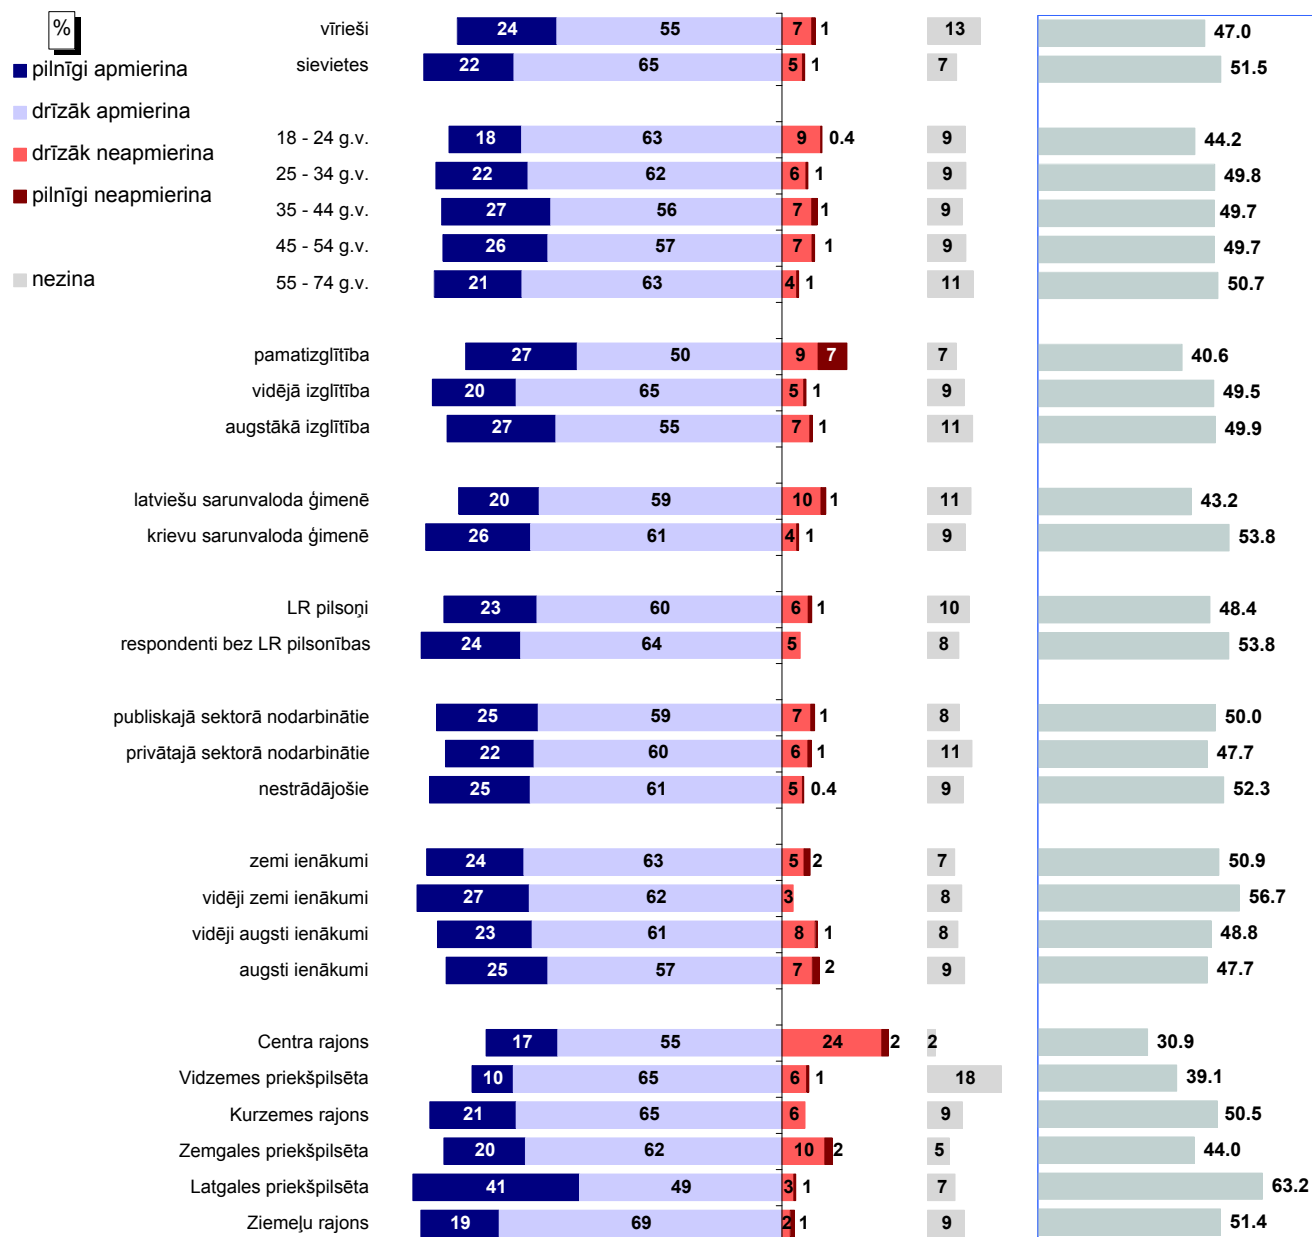 %
pilnīgi apmierina
drīzāk apmierina
drīzāk neapmierina
pilnīgi neapmierina
nezina
vīrieši 24 55 7 1 13 47.0
sievietes 22 65 5 1 7 51.5
18 - 24 g.v. 18 63 9 0.4 9 44.2
25 - 34 g.v. 22 62 6 1 9 49.8
35 - 44 g.v. 27 56 7 1 9 49.7
45 - 54 g.v. 26 57 7 1 9 49.7
55 - 74 g.v. 21 63 4 1 11 50.7
pamatizglītība 27 50 9 7 7 40.6
vidējā izglītība 20 65 5 1 9 49.5
augstākā izglītība 27 55 7 1 11 49.9
latviešu sarunvaloda ģimenē 20 59 10 1 11 43.2
krievu sarunvaloda ģimenē 26 61 4 1 9 53.8
LR pilsoņi 23 60 6 1 10 48.4
respondenti bez LR pilsonības 24 64 5 8 53.8
publiskajā sektorā nodarbinātie 25 59 7 1 8 50.0
privātajā sektorā nodarbinātie 22 60 6 1 11 47.7
nestrādājošie 25 61 5 0.4 9 52.3
zemi ienākumi 24 63 5 2 7 50.9
vidēji zemi ienākumi 27 62 3 8 56.7
vidēji augsti ienākumi 23 61 8 1 8 48.8
augsti ienākumi 25 57 7 2 9 47.7
Centra rajons 17 55 24 2 2 30.9
Vidzemes priekšpilsēta 10 65 6 1 18 39.1
Kurzemes rajons 21 65 6 9 50.5
Zemgales priekšpilsēta 20 62 10 2 5 44.0
Latgales priekšpilsēta 41 49 3 1 7 63.2
Ziemeļu rajons 19 69 2 1 9 51.4